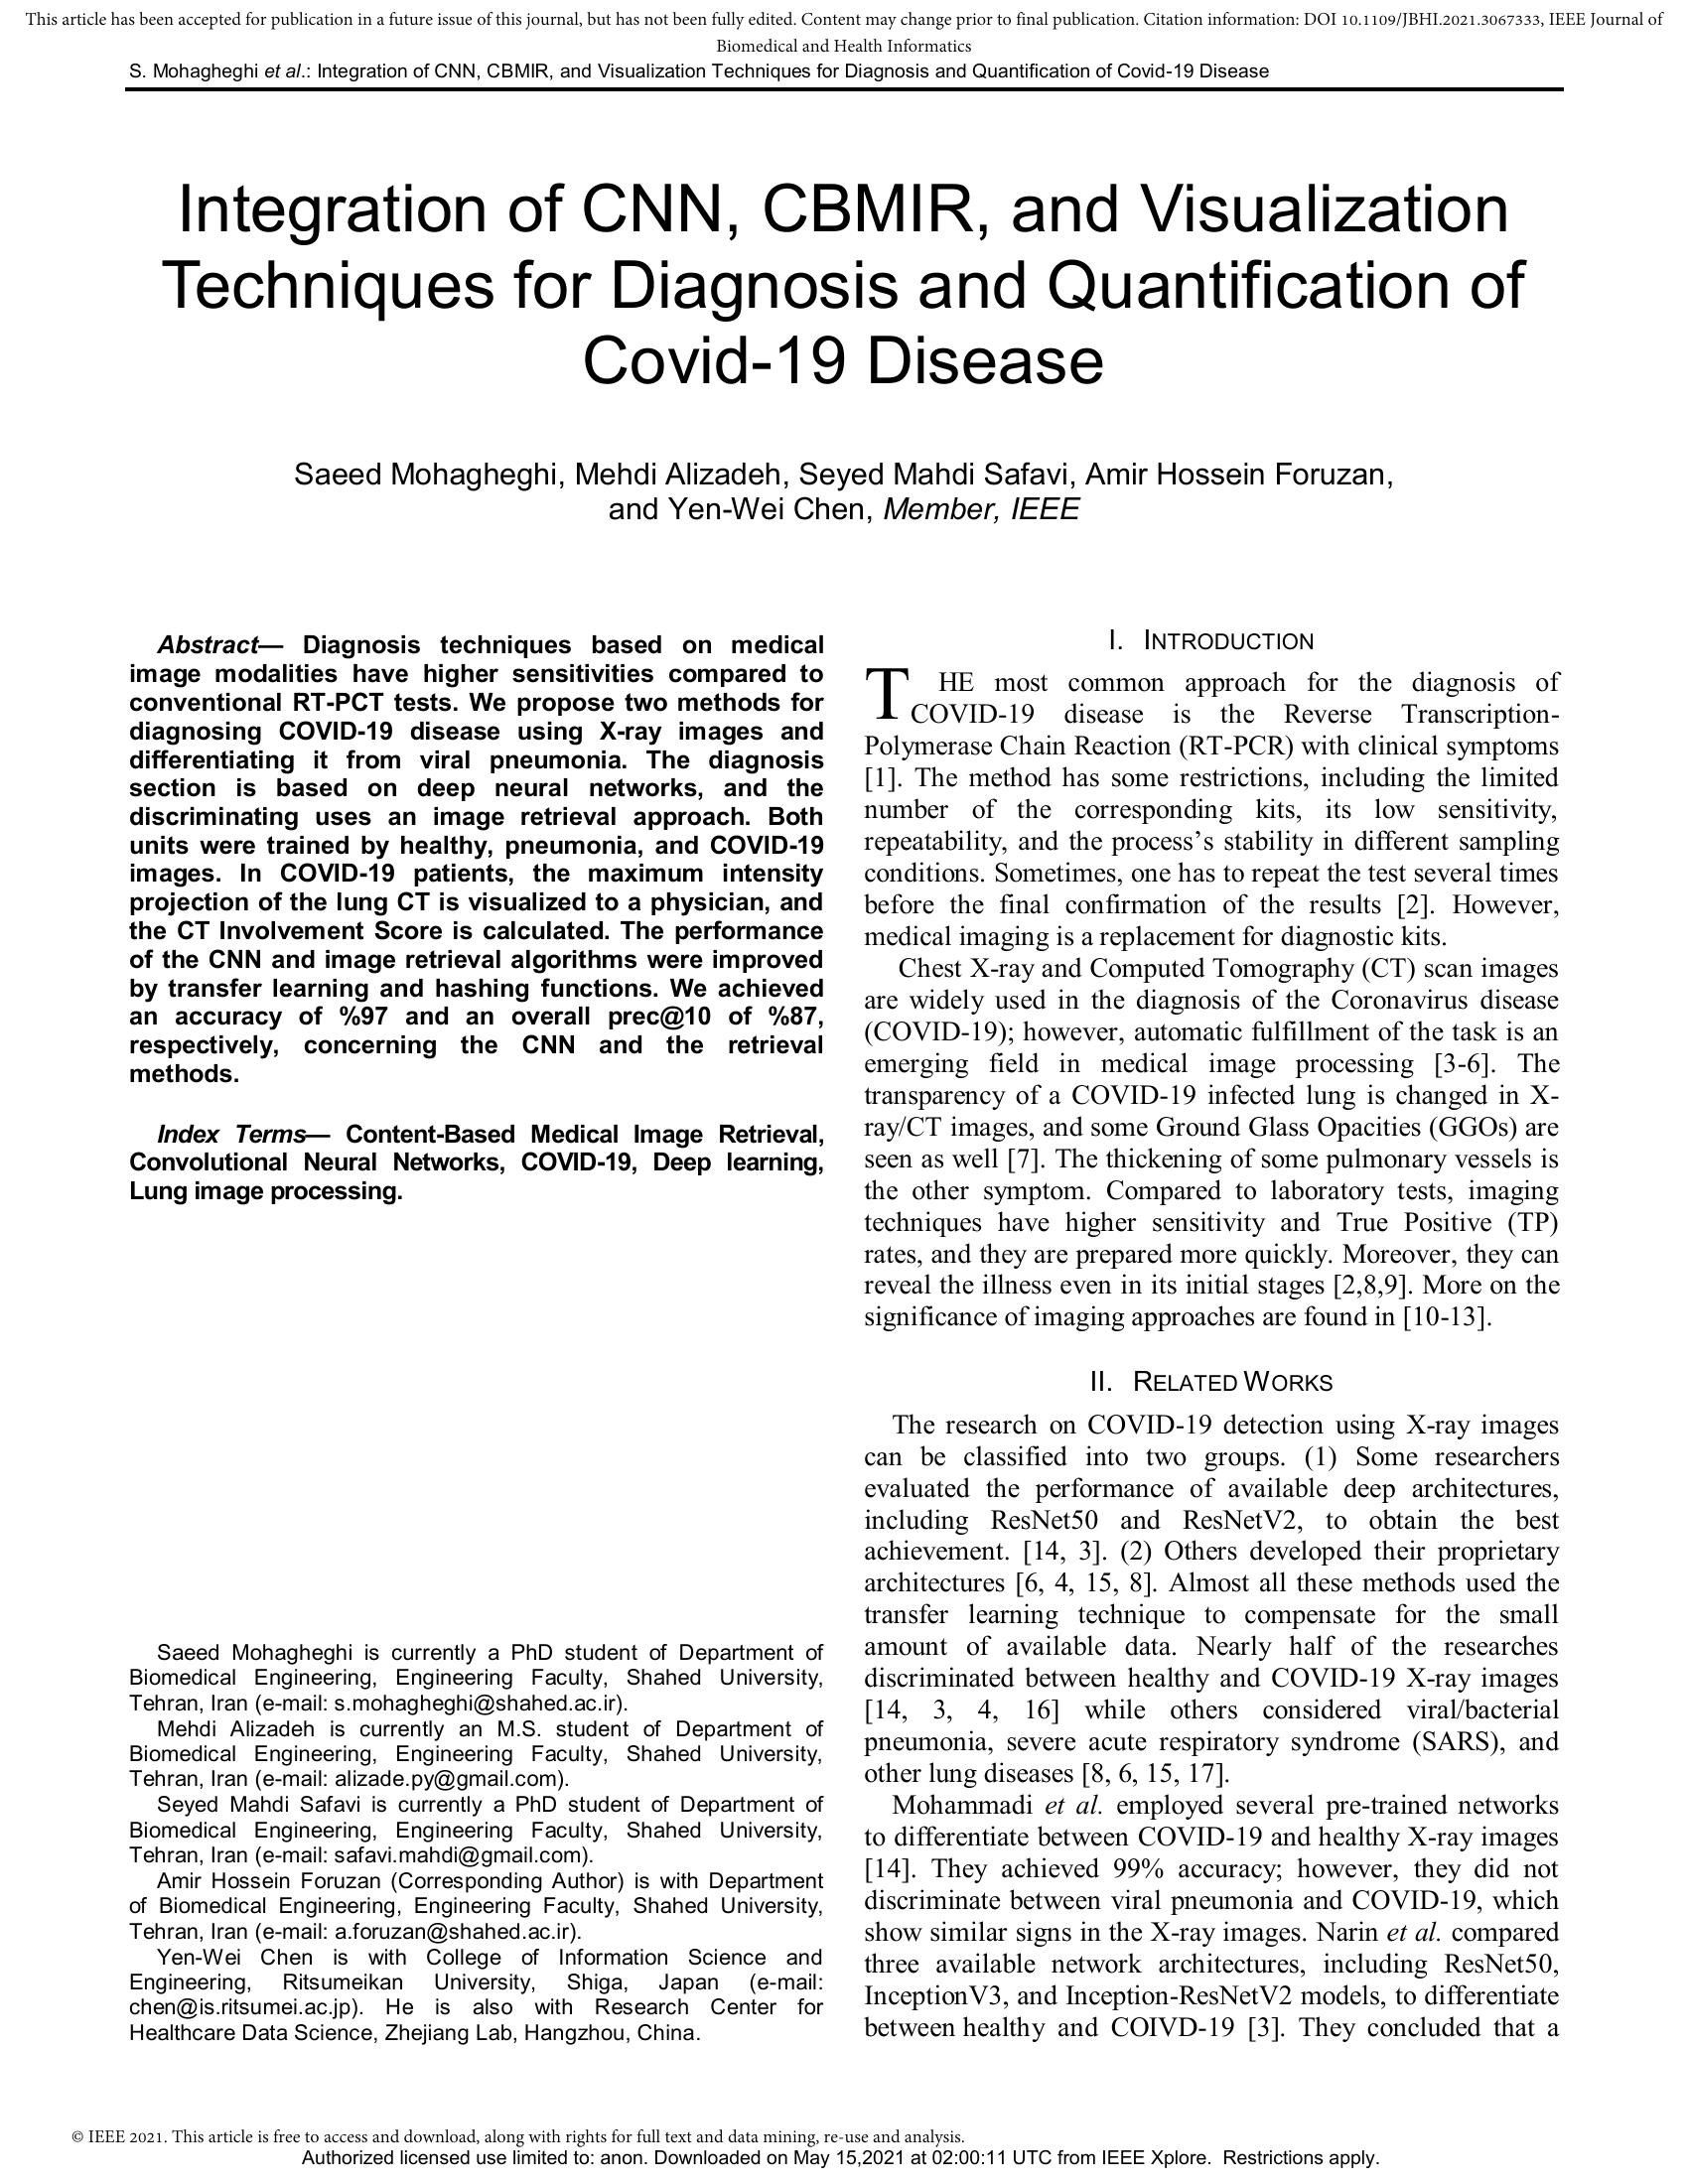 This article has been accepted for publication in a future issue of this journal, but has not been fully edited. Content may change prior to final publication. Citation information: DOI 10.1109/JBHI.2021.3067333, IEEE Journal of
Biomedical and Health Informatics
S. Mohagheghi et al.: Integration of CNN, CBMIR, and Visualization Techniques for Diagnosis and Quantification of Covid-19 Disease
Integration of CNN, CBMIR, and Visualization
Techniques for Diagnosis and Quantification of
Covid-19 Disease
Saeed Mohagheghi, Mehdi Alizadeh, Seyed Mahdi Safavi, Amir Hossein Foruzan,
and Yen-Wei Chen, Member, IEEE
Abstract— Diagnosis techniques based on medical
image modalities have higher sensitivities compared to
conventional RT-PCT tests. We propose two methods for
diagnosing COVID-19 disease using X-ray images and
differentiating it from viral pneumonia. The diagnosis
section is based on deep neural networks, and the
discriminating uses an image retrieval approach. Both
units were trained by healthy, pneumonia, and COVID-19
images. In COVID-19 patients, the maximum intensity
projection of the lung CT is visualized to a physician, and
the CT Involvement Score is calculated. The performance
of the CNN and image retrieval algorithms were improved
by transfer learning and hashing functions. We achieved
an accuracy of %97 and an overall prec@10 of %87,
respectively, concerning the CNN and the retrieval
methods.
Index Terms— Content-Based Medical Image Retrieval,
Convolutional Neural Networks, COVID-19, Deep learning,
Lung image processing.
Saeed Mohagheghi is currently a PhD student of Department of
Biomedical Engineering, Engineering Faculty, Shahed University,
Tehran, Iran (e-mail: s.mohagheghi@shahed.ac.ir).
Mehdi Alizadeh is currently an M.S. student of Department of
Biomedical Engineering, Engineering Faculty, Shahed University,
Tehran, Iran (e-mail: alizade.py@gmail.com).
Seyed Mahdi Safavi is currently a PhD student of Department of
Biomedical Engineering, Engineering Faculty, Shahed University,
Tehran, Iran (e-mail: safavi.mahdi@gmail.com).
Amir Hossein Foruzan (Corresponding Author) is with Department
of Biomedical Engineering, Engineering Faculty, Shahed University,
Tehran, Iran (e-mail: a.foruzan@shahed.ac.ir).
Yen-Wei Chen is with College of Information Science and
Engineering, Ritsumeikan University, Shiga, Japan (e-mail:
chen@is.ritsumei.ac.jp). He is also with Research Center for
Healthcare Data Science, Zhejiang Lab, Hangzhou, China.
I. INTRODUCTION
THE most common approach for the diagnosis of
COVID-19 disease is the Reverse Transcription-
Polymerase Chain Reaction (RT-PCR) with clinical symptoms
[1]. The method has some restrictions, including the limited
number of the corresponding kits, its low sensitivity,
repeatability, and the process’s stability in different sampling
conditions. Sometimes, one has to repeat the test several times
before the final confirmation of the results [2]. However,
medical imaging is a replacement for diagnostic kits.
Chest X-ray and Computed Tomography (CT) scan images
are widely used in the diagnosis of the Coronavirus disease
(COVID-19); however, automatic fulfillment of the task is an
emerging field in medical image processing [3-6]. The
transparency of a COVID-19 infected lung is changed in X-
ray/CT images, and some Ground Glass Opacities (GGOs) are
seen as well [7]. The thickening of some pulmonary vessels is
the other symptom. Compared to laboratory tests, imaging
techniques have higher sensitivity and True Positive (TP)
rates, and they are prepared more quickly. Moreover, they can
reveal the illness even in its initial stages [2,8,9]. More on the
significance of imaging approaches are found in [10-13].
II. RELATED WORKS
The research on COVID-19 detection using X-ray images
can be classified into two groups. (1) Some researchers
evaluated the performance of available deep architectures,
including ResNet50 and ResNetV2, to obtain the best
achievement. [14, 3]. (2) Others developed their proprietary
architectures [6, 4, 15, 8]. Almost all these methods used the
transfer learning technique to compensate for the small
amount of available data. Nearly half of the researches
discriminated between healthy and COVID-19 X-ray images
[14, 3, 4, 16] while others considered viral/bacterial
pneumonia, severe acute respiratory syndrome (SARS), and
other lung diseases [8, 6, 15, 17].
Mohammadi et al. employed several pre-trained networks
to differentiate between COVID-19 and healthy X-ray images
[14]. They achieved 99% accuracy; however, they did not
discriminate between viral pneumonia and COVID-19, which
show similar signs in the X-ray images. Narin et al. compared
three available network architectures, including ResNet50,
InceptionV3, and Inception-ResNetV2 models, to differentiate
between healthy and COIVD-19 [3]. They concluded that a
© IEEE 2021. This article is free to access and download, along with rights for full text and data mining, re-use and analysis.
Authorized licensed use limited to: anon. Downloaded on May 15,2021 at 02:00:11 UTC from IEEE Xplore. Restrictions apply.